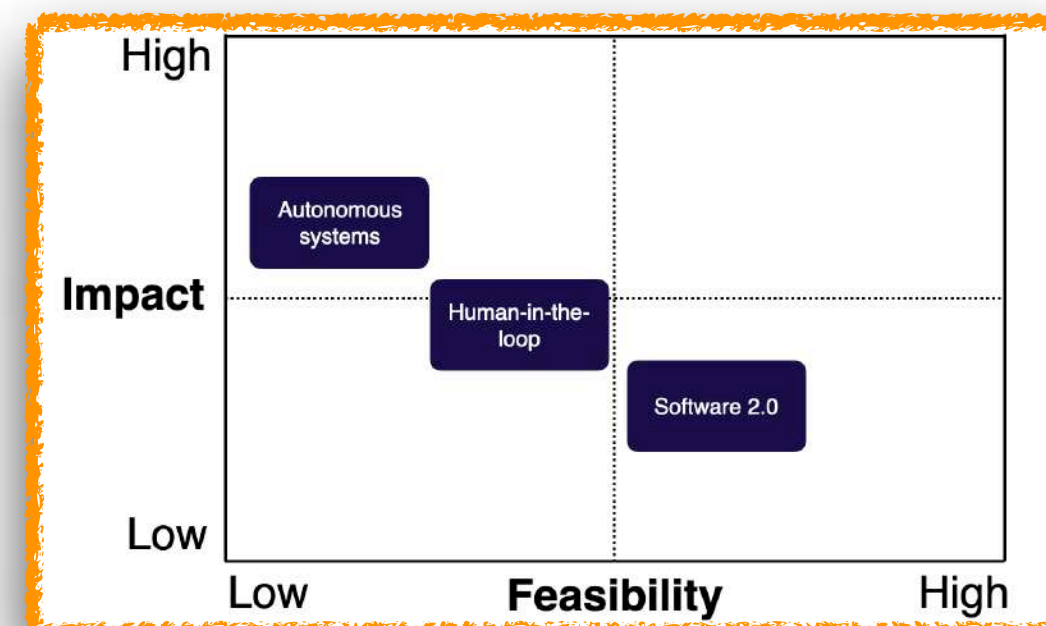 High
Autonomous
systems
Impact
Human-in-the-
loop
Software 2.0
Low
Low
Feasibility
High